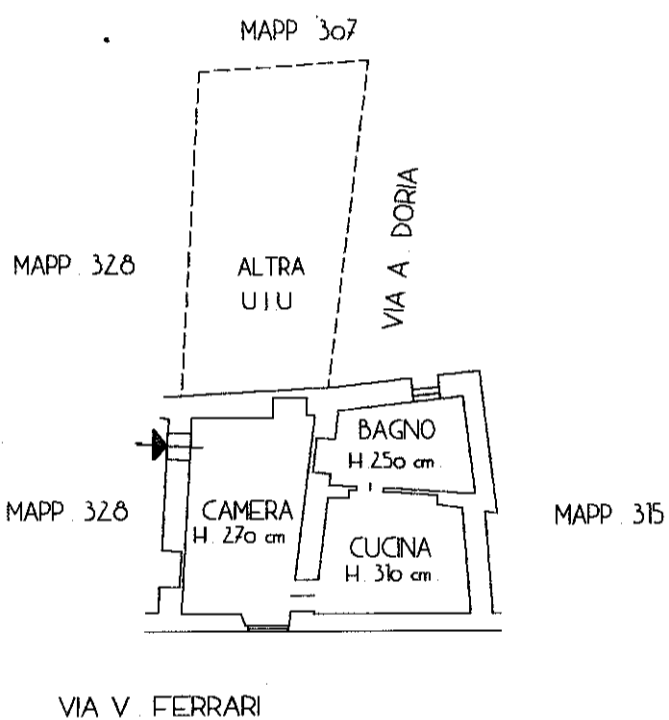 MAPP 307
VIA A. DORIA
MAPP. 328
ALTRA
U I U
BAGNO
H. 250 cm.
MAPP. 328
CAMERA
H. 270 cm
MAPP. 315
CUCINA
H. 310 cm.
VIA V. FERRARI